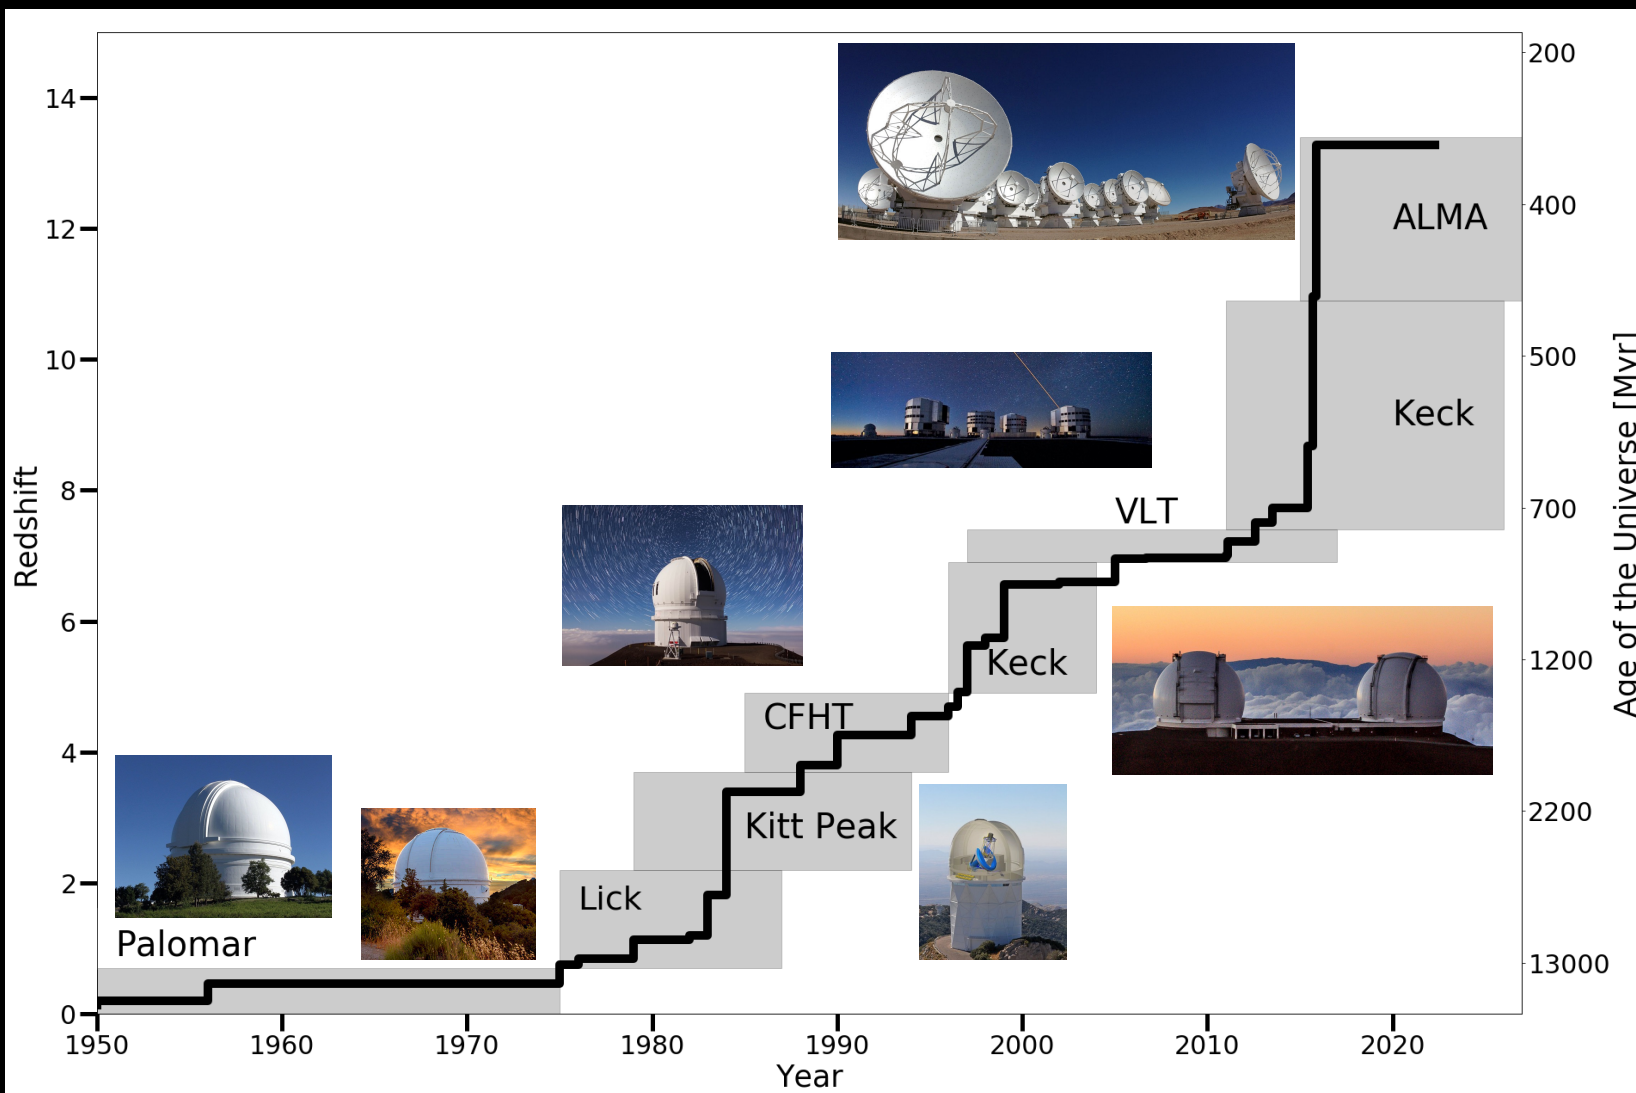 14
12
10
8
6
4
2
0
Redshift
1950
1960
1970
1980
1990
2000
2010
2020
Year
200
400
500
700
1200
2200
13000
Age of the Universe [Myr]
ALMA
Keck
VLT
Keck
CFHT
Kitt Peak
Lick
Palomar